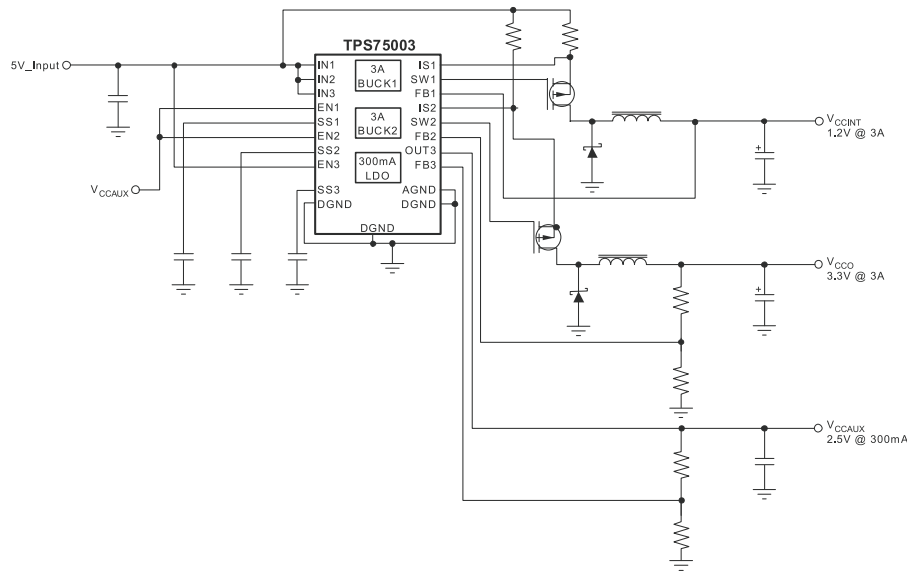 TPS75003
5V_Input
IN1
IN2
IN3
EN1
SS1
EN2
SS2
EN3
SS3
DGND
3A
BUCK1
3A
BUCK2
300mA
LDO
IS1
SW1
FB1
IS2
SW2
FB2
OUT3
FB3
AGND
DGND
DGND
VCCAUX
VCCINT
1.2V @ 3A
VCCO
3.3V @ 3A
VCCAUX
2.5V @ 300mA
+
+